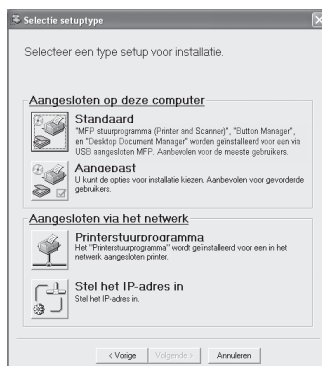 Selectie setuptype
Selecteer een type setup voor installatie.
Aangesloten op deze computer
Standaard
"MFP stuurprogramma (Printer and Scanner)", "Button Manager",
en "Desktop Document Manager" worden geïnstalleerd voor een via
USB aangesloten MFP. Aanbevolen voor de meeste gebruikers.
Aangepast
U kunt de opties voor installatie kiezen. Aanbevolen voor gevorderde
gebruikers.
Aangesloten via het netwerk
Printerstuurprogramma
Het "Printerstuurprogramma" wordt geïnstalleerd voor een in het
netwerk aangesloten printer.
Stel het IP-adres in
Stel het IP-adres in.
< Vorige Volgende > Annuleren